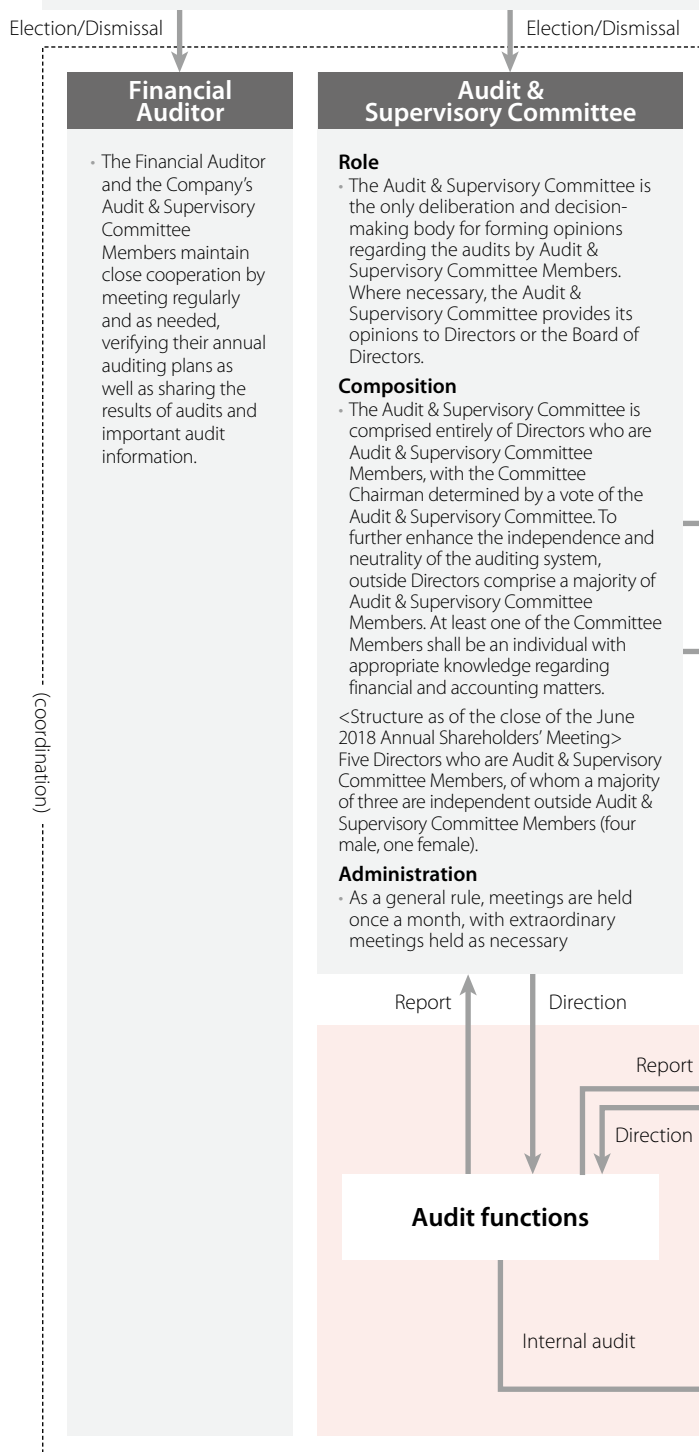 Election/Dismissal
Election/Dismissal
Financial
Auditor
• The Financial Auditor
and the Company's
Audit & Supervisory
Committee
Members maintain
close cooperation by
meeting regularly
and as needed,
verifying their annual
auditing plans as
well as sharing the
results of audits and
important audit
information.
Audit &
Supervisory Committee
Role
• The Audit & Supervisory Committee is
the only deliberation and decision-
making body for forming opinions
regarding the audits by Audit &
Supervisory Committee Members.
Where necessary, the Audit &
Supervisory Committee provides its
opinions to Directors or the Board of
Directors.
Composition
• The Audit & Supervisory Committee is
comprised entirely of Directors who are
Audit & Supervisory Committee
Members, with the Committee
Chairman determined by a vote of the
Audit & Supervisory Committee. To
further enhance the independence and
neutrality of the auditing system,
outside Directors comprise a majority of
Audit & Supervisory Committee
Members. At least one of the Committee
Members shall be an individual with
appropriate knowledge regarding
financial and accounting matters.
<Structure as of the close of the June
2018 Annual Shareholders' Meeting>
Five Directors who are Audit & Supervisory
Committee Members, of whom a majority
of three are independent outside Audit &
Supervisory Committee Members (four
male, one female).
Administration
• As a general rule, meetings are held
once a month, with extraordinary
meetings held as necessary
(coordination)
Report
Direction
Report
Direction
Audit functions
Internal audit